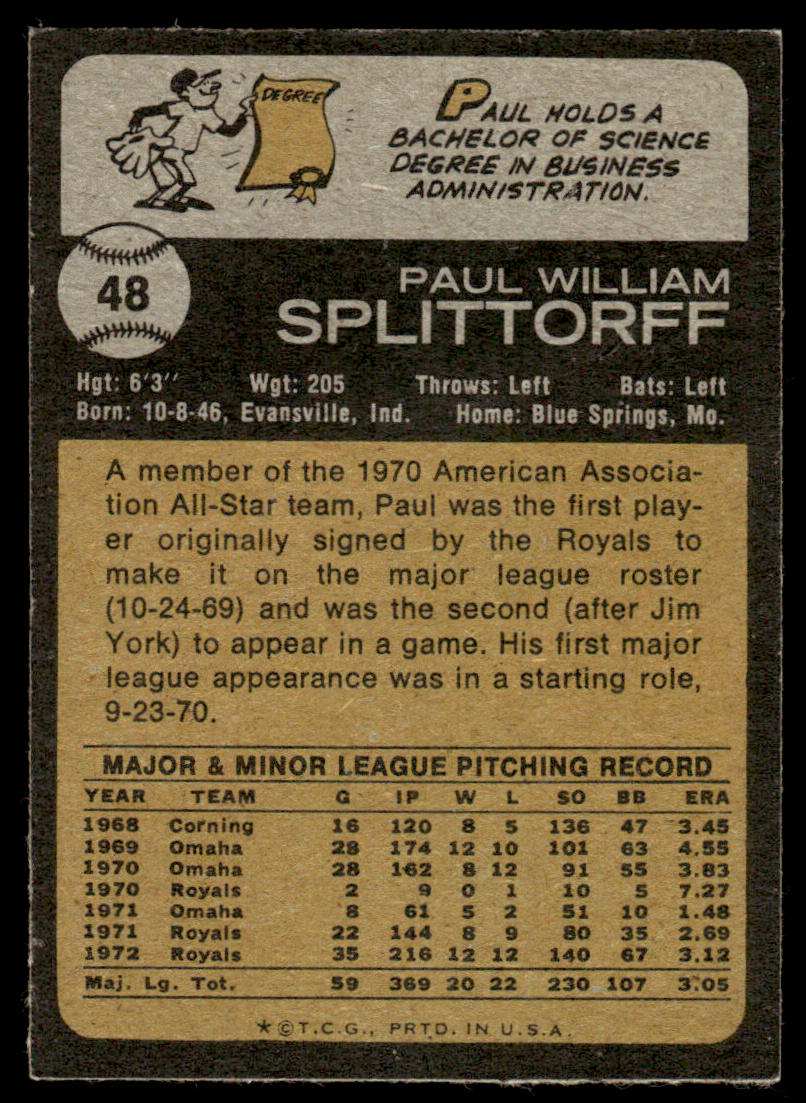 DEGREE
PAUL HOLDS A
BACHELOR OF SCIENCE
DEGREE IN BUSINESS
ADMINISTRATION.
48
PAUL WILLIAM
SPLITTORFF
Hgt: 6'3" Wgt: 205 Throws: Left Bats: Left
Born: 10-8-46, Evansville, Ind. Home: Blue Springs, Mo.
A member of the 1970 American Associa-
tion All-Star team, Paul was the first play-
er originally signed by the Royals to
make it on the major league roster
(10-24-69) and was the second (after Jim
York) to appear in a game. His first major
league appearance was in a starting role,
9-23-70.
MAJOR & MINOR LEAGUE PITCHING RECORD
YEAR TEAM G IP W L SO BB ERA
1968 Corning 16 120 8 5 136 47 3.45
1969 Omaha 28 174 12 10 101 63 4.55
1970 Omaha 28 162 8 12 91 55 3.83
1970 Royals 2 9 0 1 10 5 7.27
1971 Omaha 8 61 5 2 51 10 1.48
1971 Royals 22 144 8 9 80 35 2.69
1972 Royals 35 216 12 12 140 67 3.12
Maj. Lg. Tot. 59 369 20 22 230 107 3.05
★©T.C.G., PRTD. IN U.S.A.